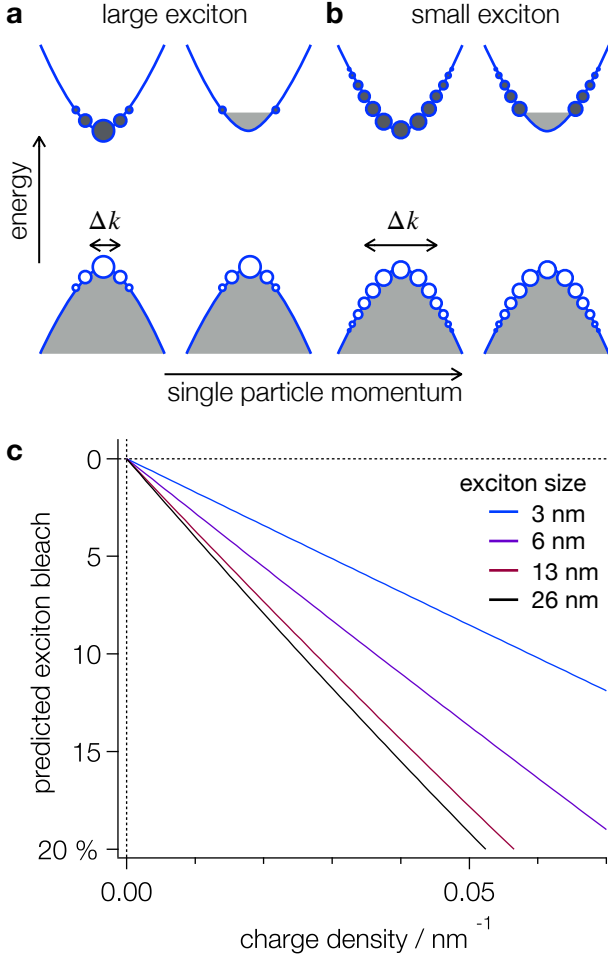 a large exciton b small exciton
energy
Δk Δk
single particle momentum
c
0
5
10
15
20 %
predicted exciton bleach
exciton size
3 nm
6 nm
13 nm
26 nm
0.00 0.05
charge density / nm⁻¹